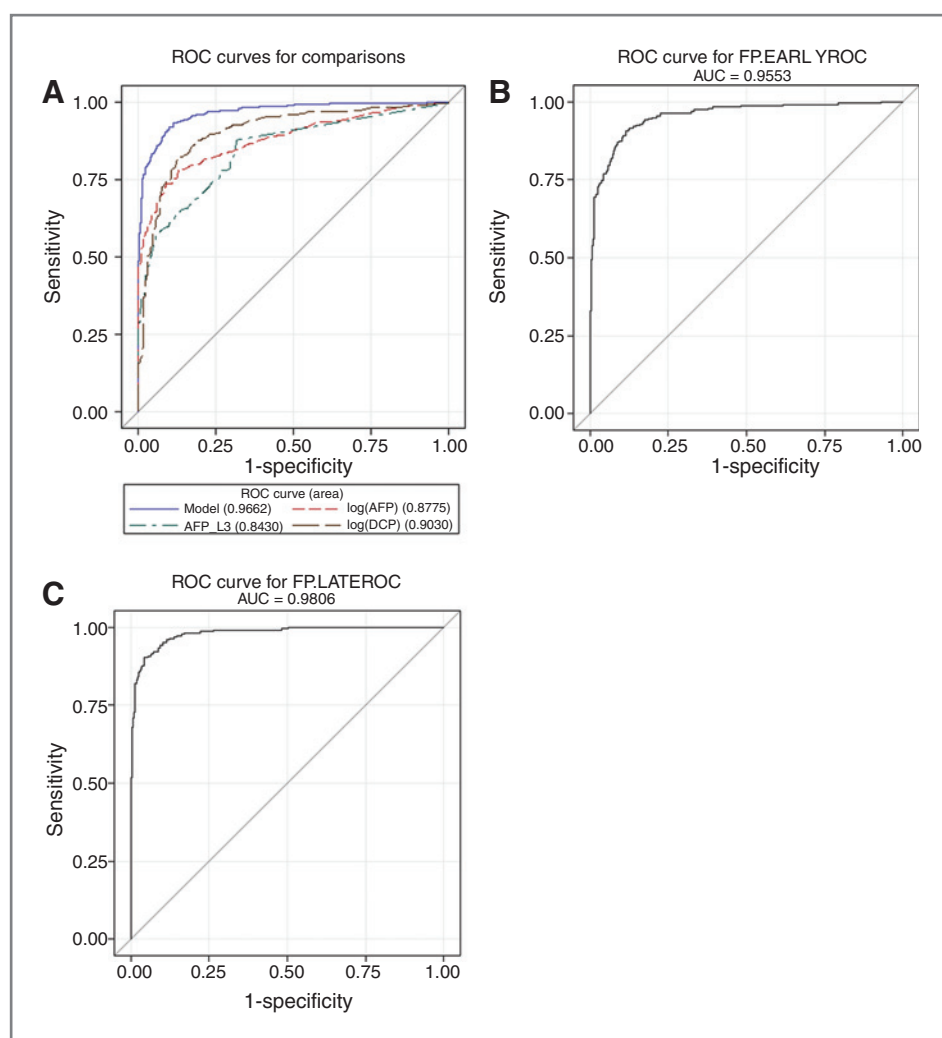 ROC curves for comparisons
A
1.00
0.75
0.50
0.25
0.00
Sensitivity
0.00 0.25 0.50 0.75 1.00
1-specificity
ROC curve (area)
Model (0.9662) log(AFP) (0.8775)
AFP_L3 (0.8430) log(DCP) (0.9030)
ROC curve for FP.EARL YROC
AUC = 0.9553
B
1.00
0.75
0.50
0.25
0.00
Sensitivity
0.00 0.25 0.50 0.75 1.00
1-specificity
ROC curve for FP.LATEROC
AUC = 0.9806
C
1.00
0.75
0.50
0.25
0.00
Sensitivity
0.00 0.25 0.50 0.75 1.00
1-specificity